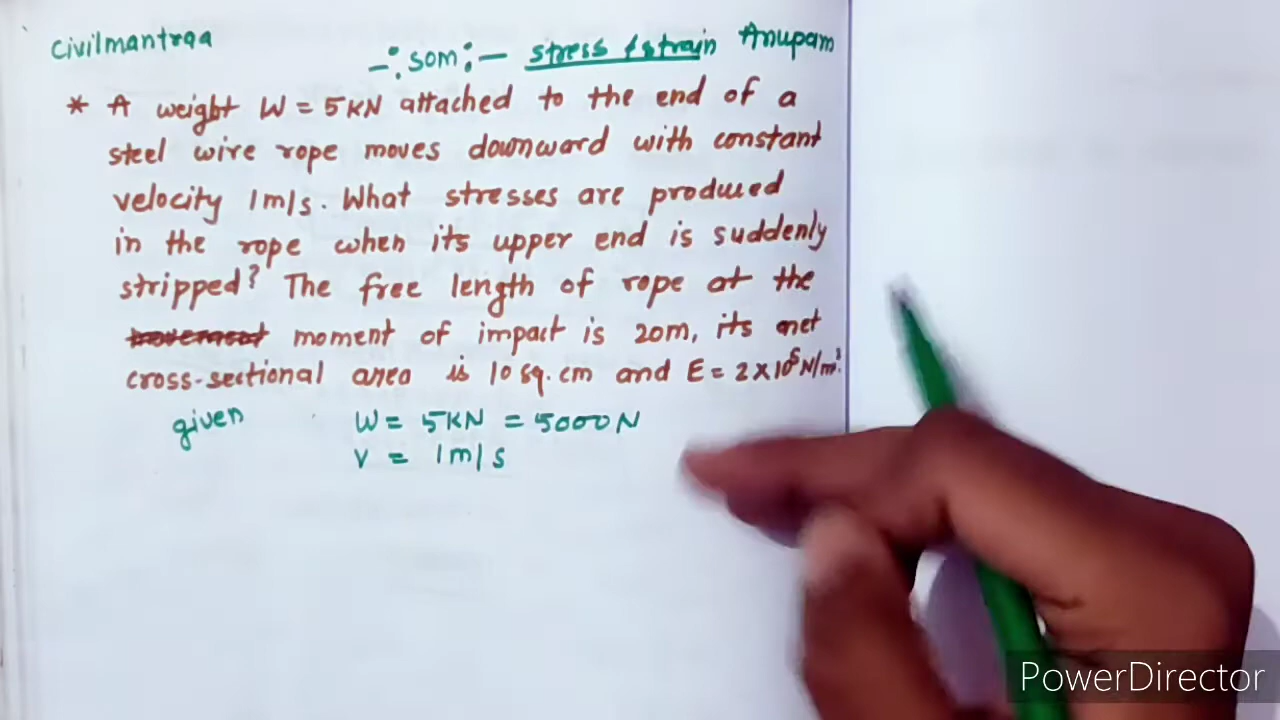 Civilmantraa
-:SOM:- stress & strain Anupam
* A weight W = 5KN attached to the end of a
steel wire rope moves downward with constant
velocity 1m/s. What stresses are produced
in the rope when its upper end is suddenly
stripped? The free length of rope at the
moment of impact is 20m, its net
cross-sectional area is 10 sq. cm and E = 2×10⁵ N/m
given W = 5KN = 5000N
V = 1m/s
PowerDirector